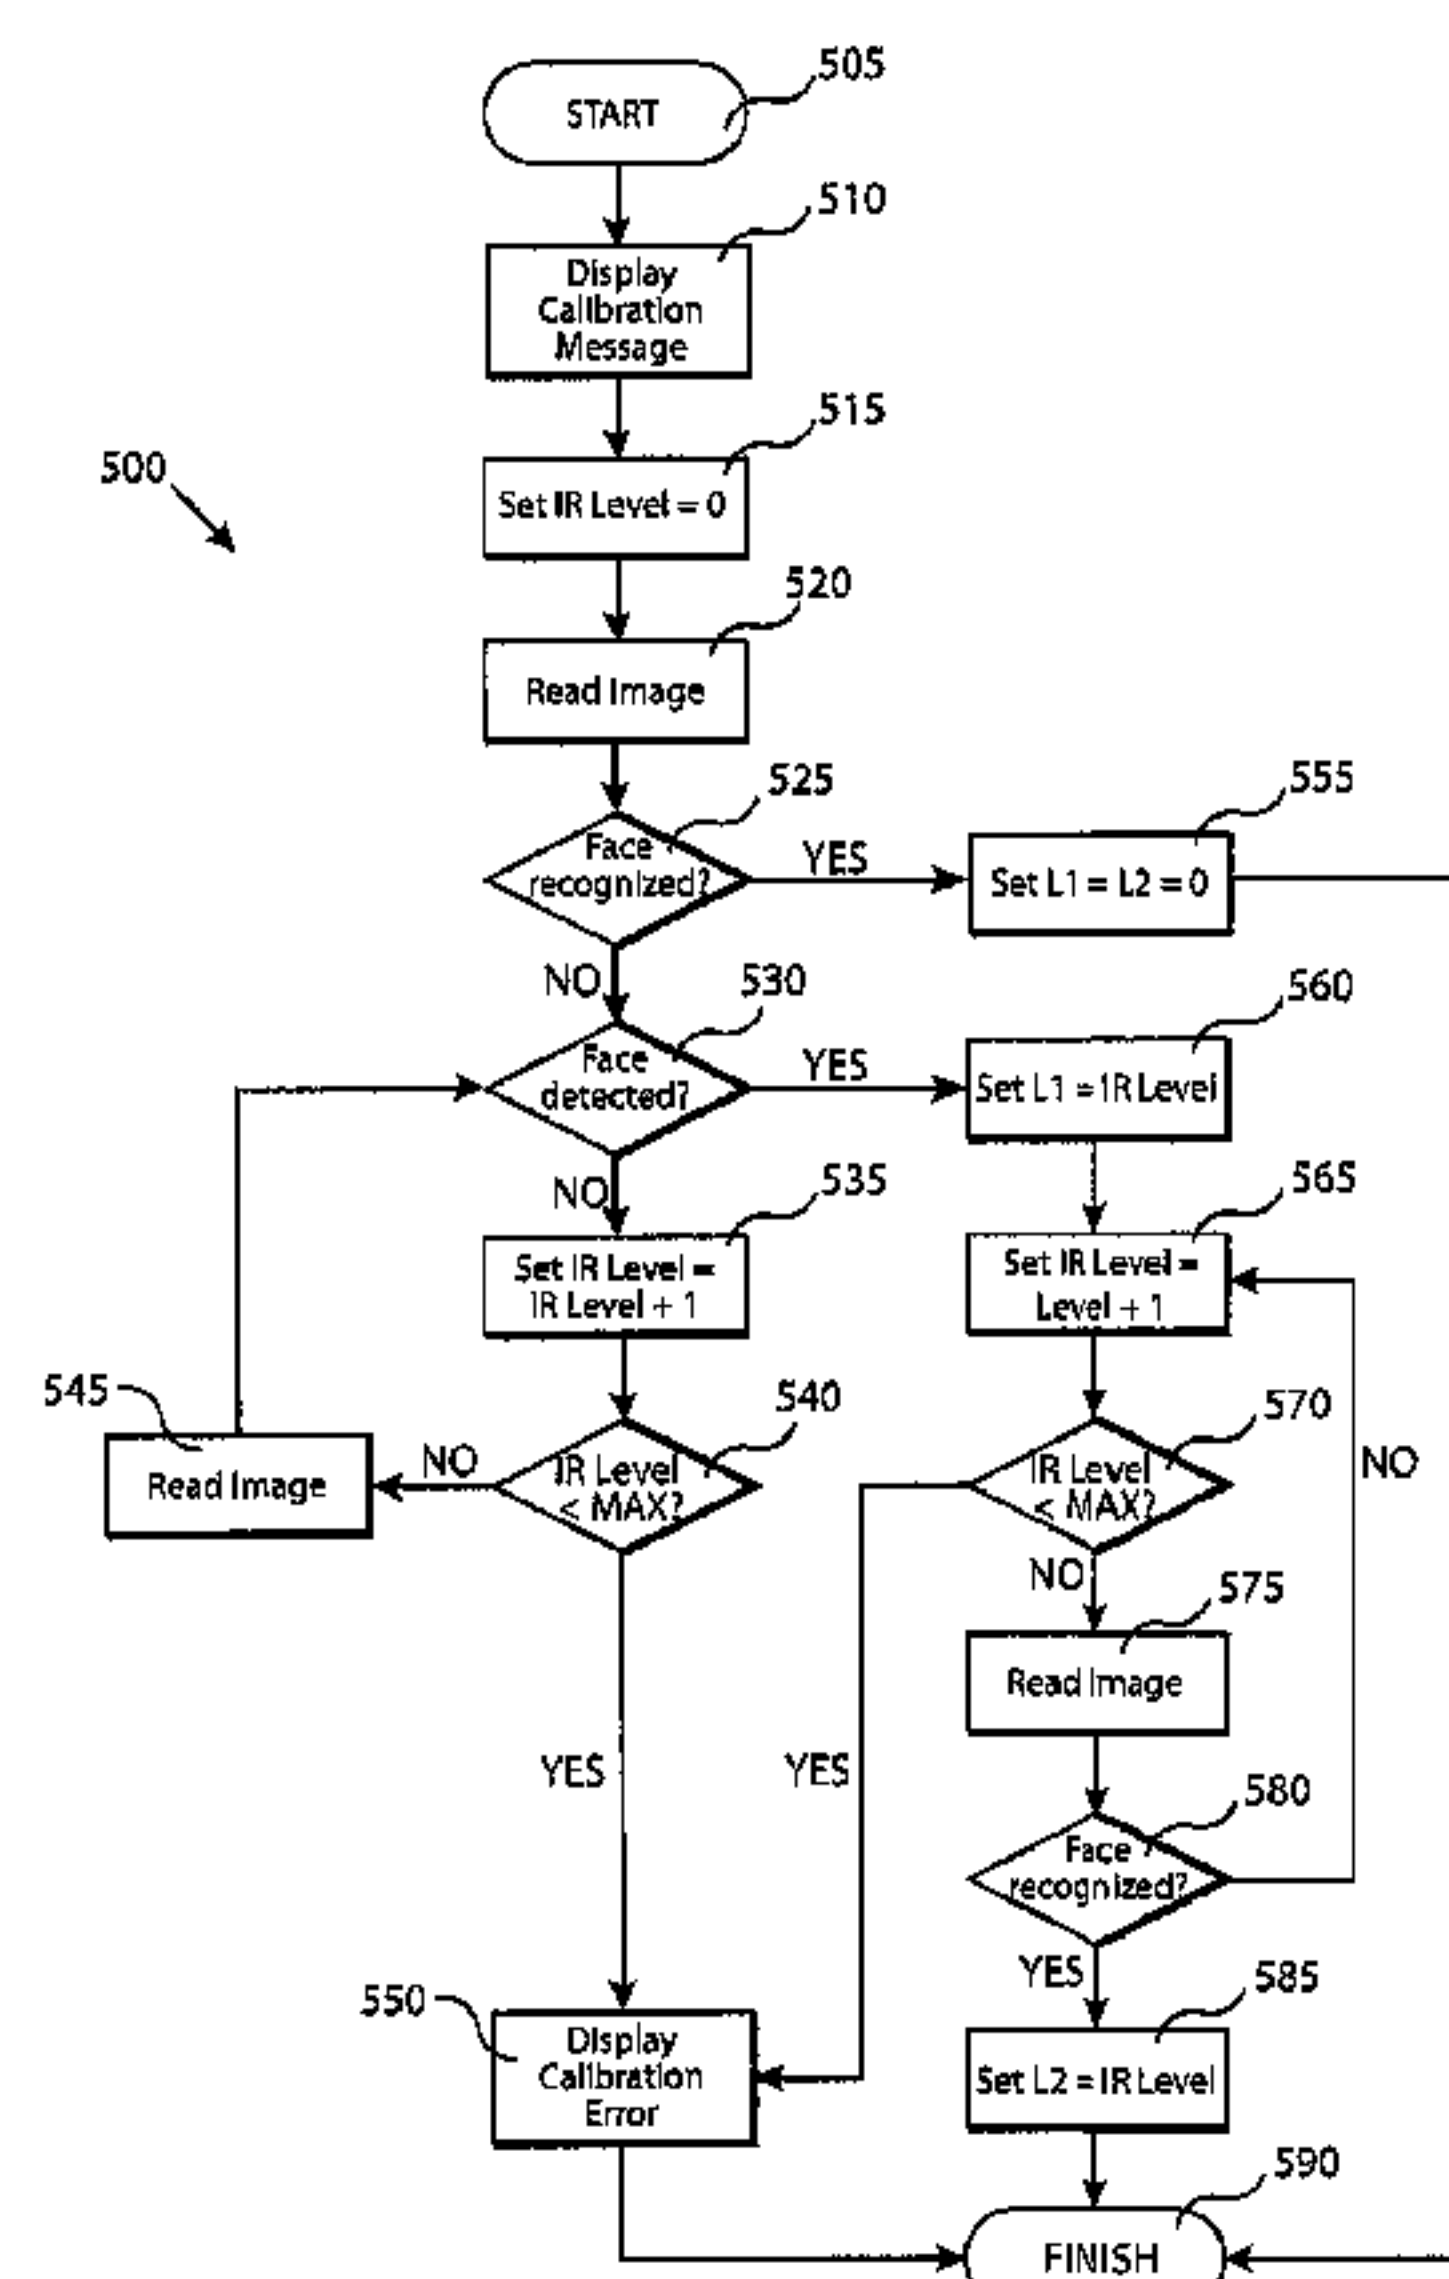 505
START
510
Display
Calibration
Message
515
500
Set IR Level = 0
520
Read Image
525
555
Face
recognized?
YES
Set L1 = L2 = 0
NO
530
560
Face
detected?
YES
Set L1 = IR Level
NO
535
565
Set IR Level =
IR Level + 1
Set IR Level =
Level + 1
545
540
570
Read Image
NO
IR Level
< MAX?
IR Level
< MAX?
NO
NO
575
Read Image
YES
YES
580
Face
recognized?
YES
585
550
Display
Calibration
Error
Set L2 = IR Level
590
FINISH